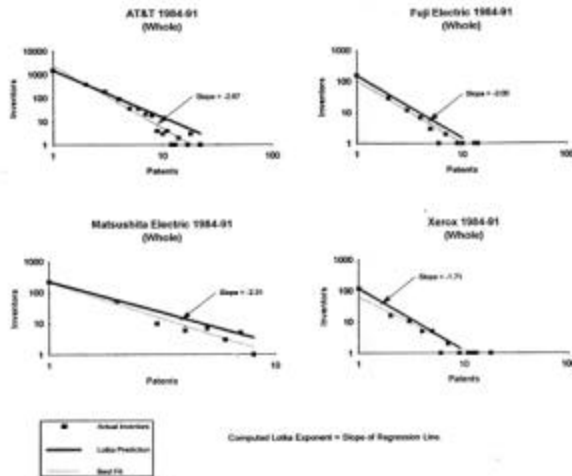 AT&T 1984-91
(Whole)
Inventors
10000
1000
100
10
1
Slope = -2.67
1
10
100
Patents
Fuji Electric 1984-91
(Whole)
Inventors
1000
100
10
1
1
10
100
Patents
Matsushita Electric 1984-91
(Whole)
Inventors
1000
100
10
1
Slope = -2.31
1
10
Patents
Xerox 1984-91
(Whole)
Inventors
1000
100
10
1
Slope = -1.71
1
10
100
Patents
Actual Inventors
Lotka Prediction
Best Fit
Computed Lotka Exponent = Slope of Regression Line